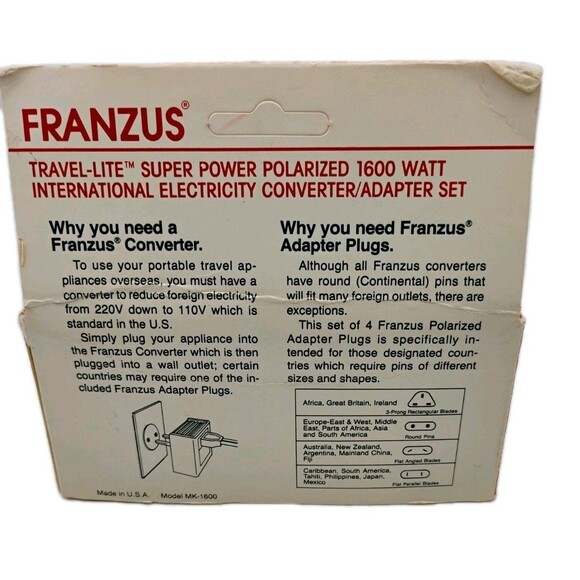 FRANZUS®
TRAVEL-LITE™ SUPER POWER POLARIZED 1600 WATT
INTERNATIONAL ELECTRICITY CONVERTER/ADAPTER SET
Why you need a
Franzus® Converter.
To use your portable travel ap-
pliances overseas, you must have a
converter to reduce foreign electricity
from 220V down to 110V which is
standard in the U.S.
Simply plug your appliance into
the Franzus Converter which is then
plugged into a wall outlet; certain
countries may require one of the in-
cluded Franzus Adapter Plugs.
Made in U.S.A. Model MK-1600
Why you need Franzus®
Adapter Plugs.
Although all Franzus converters
have round (Continental) pins that
will fit many foreign outlets, there are
exceptions.
This set of 4 Franzus Polarized
Adapter Plugs is specifically in-
tended for those designated coun-
tries which require pins of different
sizes and shapes.
Africa, Great Britain, Ireland
3-Prong Rectangular Blades
Europe-East & West, Middle
East, Parts of Africa, Asia
and South America
Round Pins
Australia, New Zealand,
Argentina, Mainland China,
Fiji
Flat Angled Blades
Caribbean, South America,
Tahiti, Philippines, Japan,
Mexico
Flat Parallel Blades